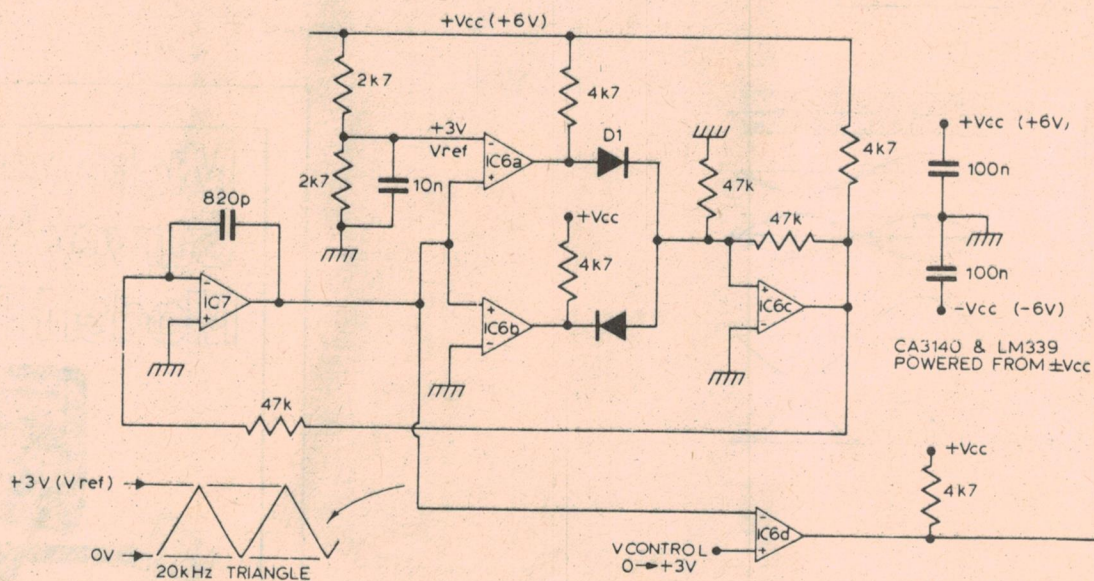 +Vcc (+6V)
2k7
4k7
+3V
Vref
-
IC6a
+
D1
4k7
+Vcc (+6V)
100n
2k7
10n
47k
820p
+Vcc
47k
100n
-
IC7
+
4k7
+
IC6b
-
+
IC6c
-
-Vcc (-6V)
CA3140 & LM339
POWERED FROM ±Vcc
47k
+3V (Vref)
+Vcc
4k7
0V
20kHz TRIANGLE
VCONTROL
0→+3V
-
IC6d
+